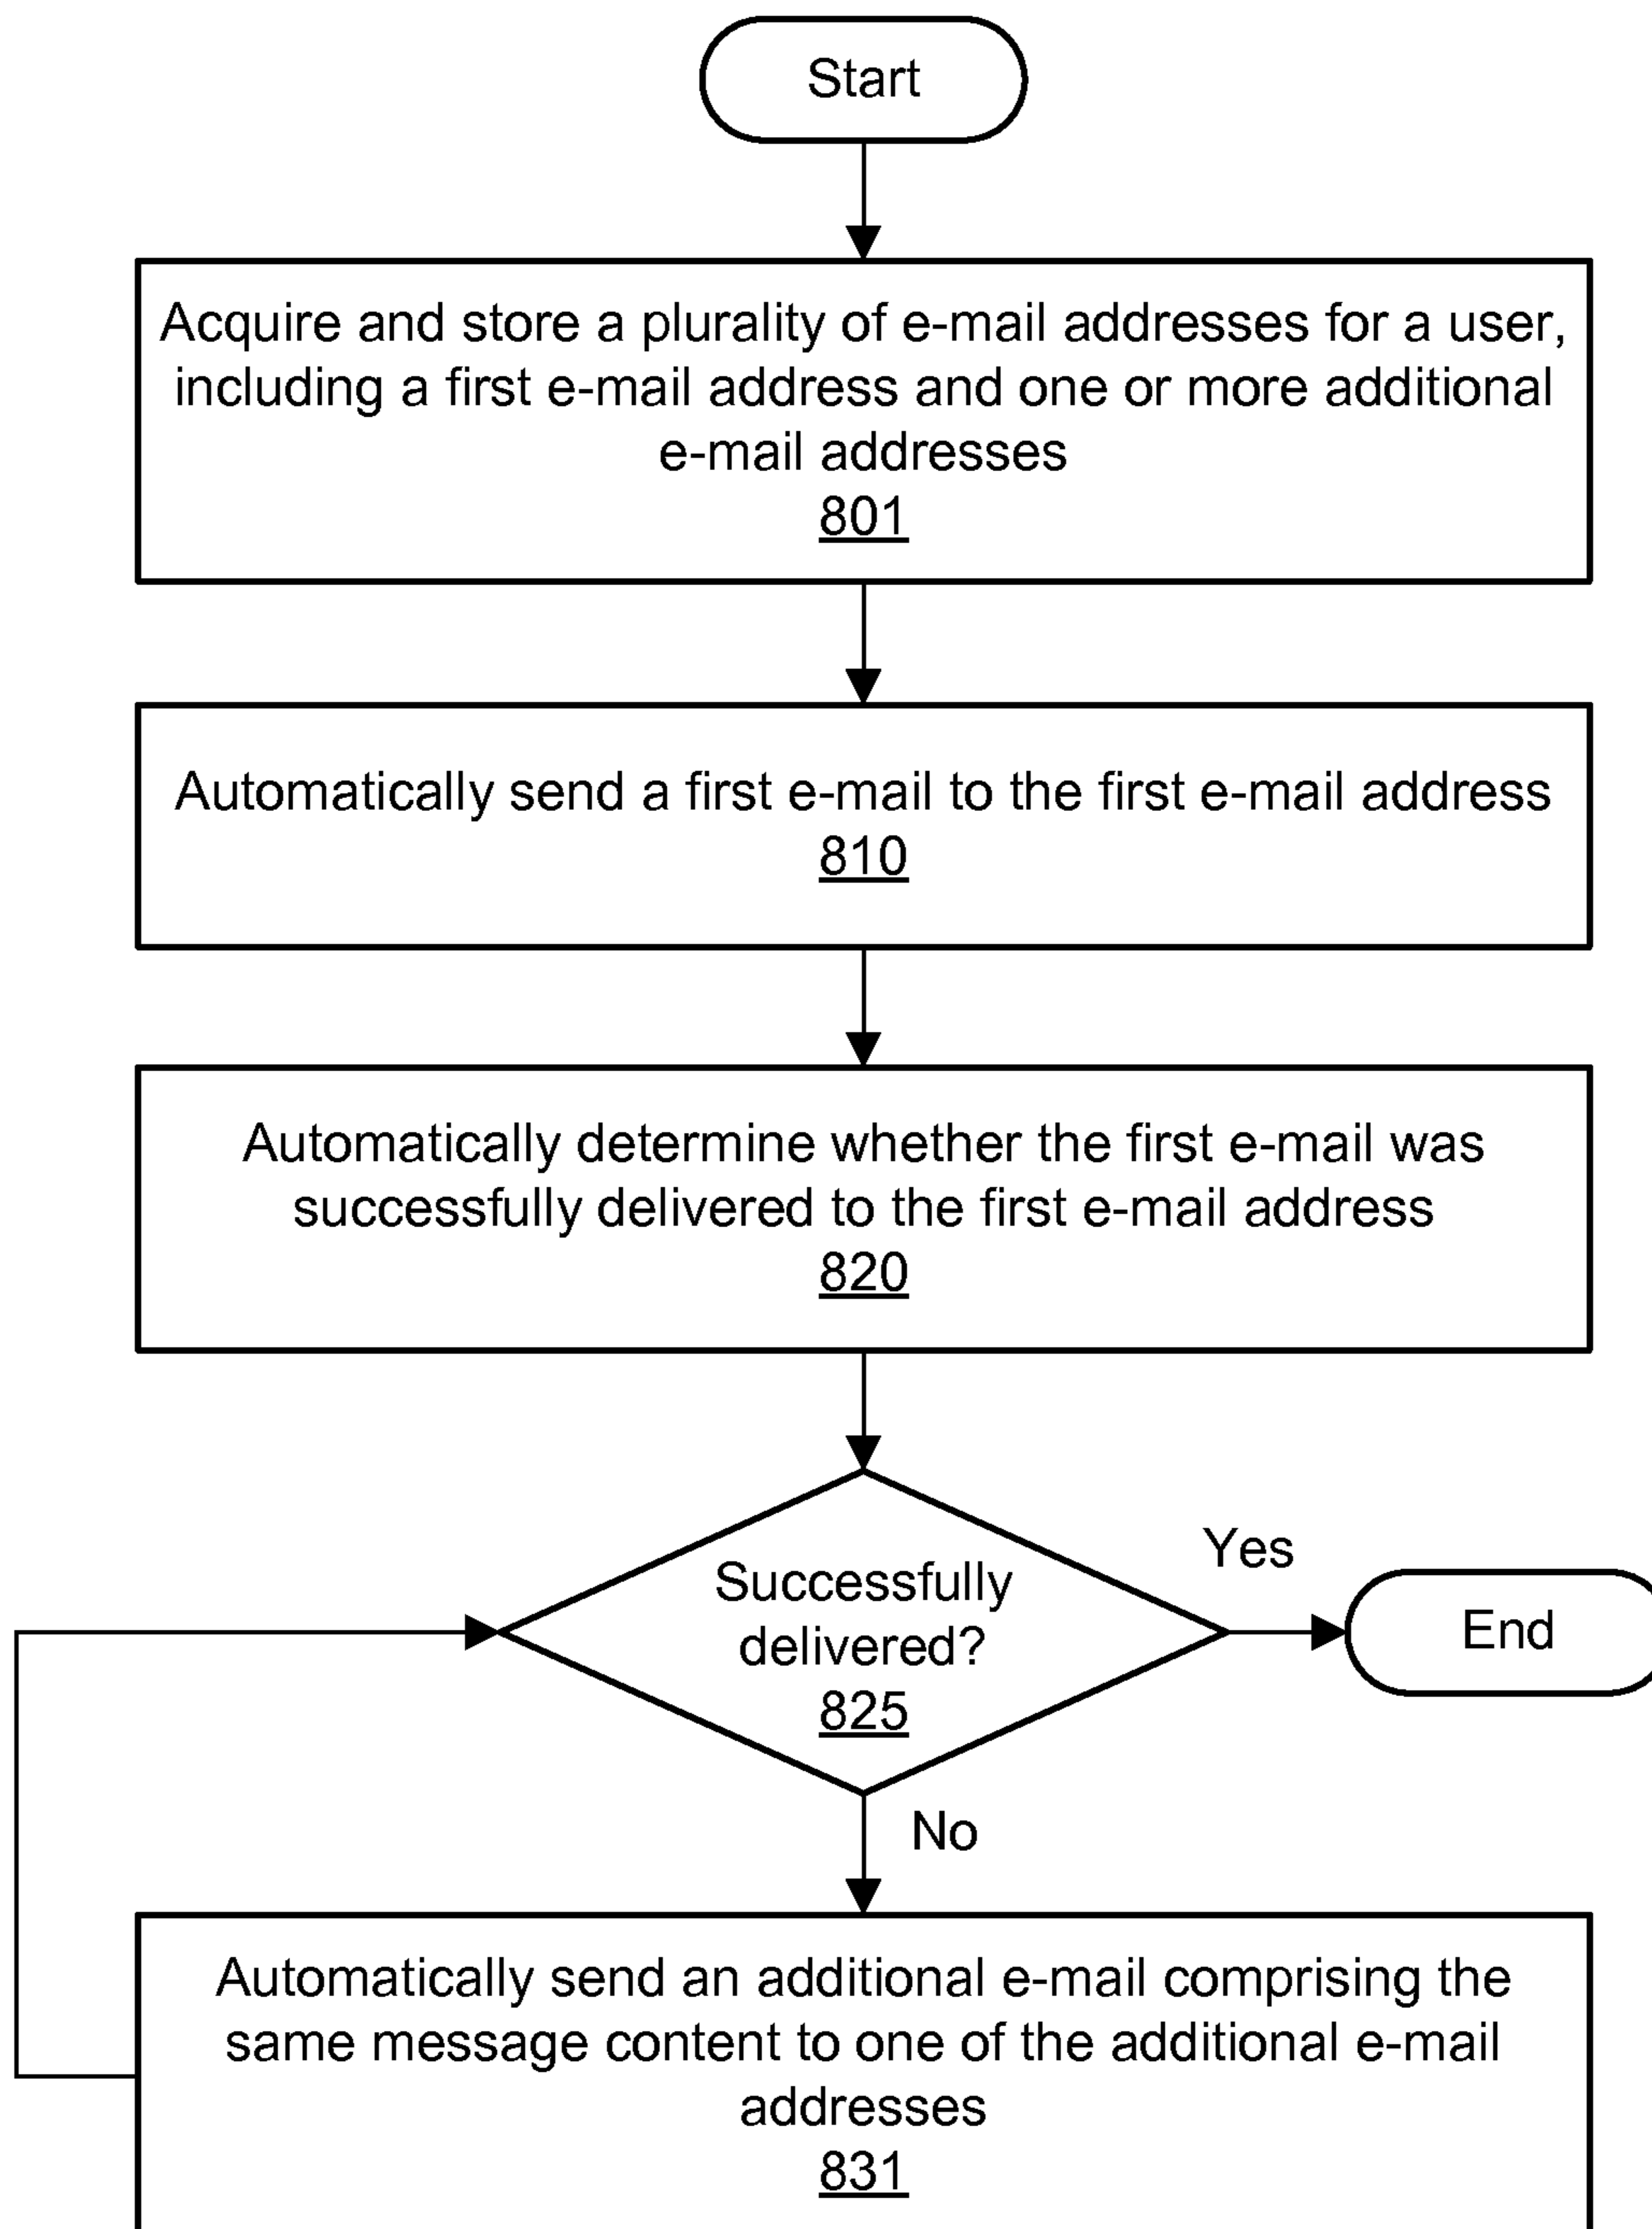 Start
Acquire and store a plurality of e-mail addresses for a user,
including a first e-mail address and one or more additional
e-mail addresses
801
Automatically send a first e-mail to the first e-mail address
810
Automatically determine whether the first e-mail was
successfully delivered to the first e-mail address
820
Successfully
delivered?
825
Yes
End
No
Automatically send an additional e-mail comprising the
same message content to one of the additional e-mail
addresses
831